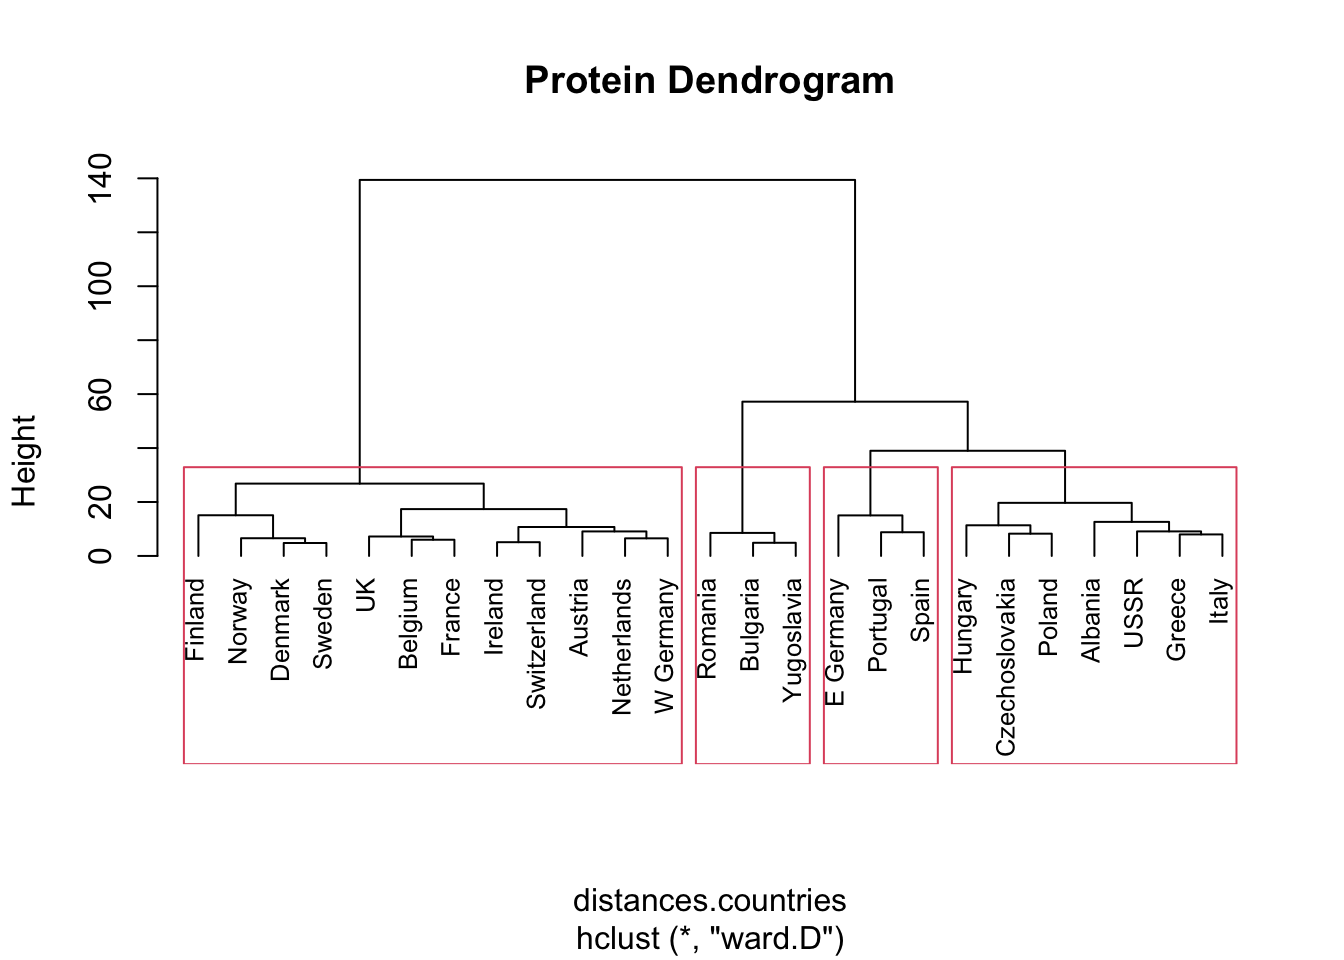 Protein Dendrogram
Height
140
100
60
20
0
Finland
Norway
Denmark
Sweden
UK
Belgium
France
Ireland
Switzerland
Austria
Netherlands
W Germany
Romania
Bulgaria
Yugoslavia
E Germany
Portugal
Spain
Hungary
Czechoslovakia
Poland
Albania
USSR
Greece
Italy
distances.countries
hclust (*, "ward.D")